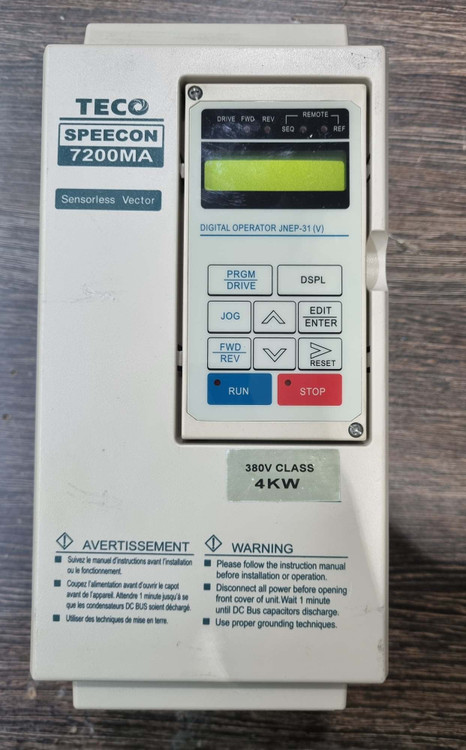 TECO
SPEECON
7200MA
Sensorless Vector
DRIVE FWD REV
REMOTE
SEQ REF
DIGITAL OPERATOR JNEP-31 (V)
PRGM
DRIVE
DSPL
JOG
EDIT
ENTER
FWD
REV
RESET
RUN
STOP
380V CLASS
4KW
AVERTISSEMENT
Suivez le manuel d'instructions avant l'installation
ou le fonctionnement.
Coupez l'alimentation avant d'ouvrir le capot
avant de l'appareil. Attendre 1 minute jusqu'à se
que les condensateurs DC BUS soient déchargé.
Utiliser des techniques de mise en terre.
WARNING
Please follow the instruction manual
before installation or operation.
Disconnect all power before opening
front cover of unit.Wait 1 minute
until DC Bus capacitors discharge.
Use proper grounding techniques.